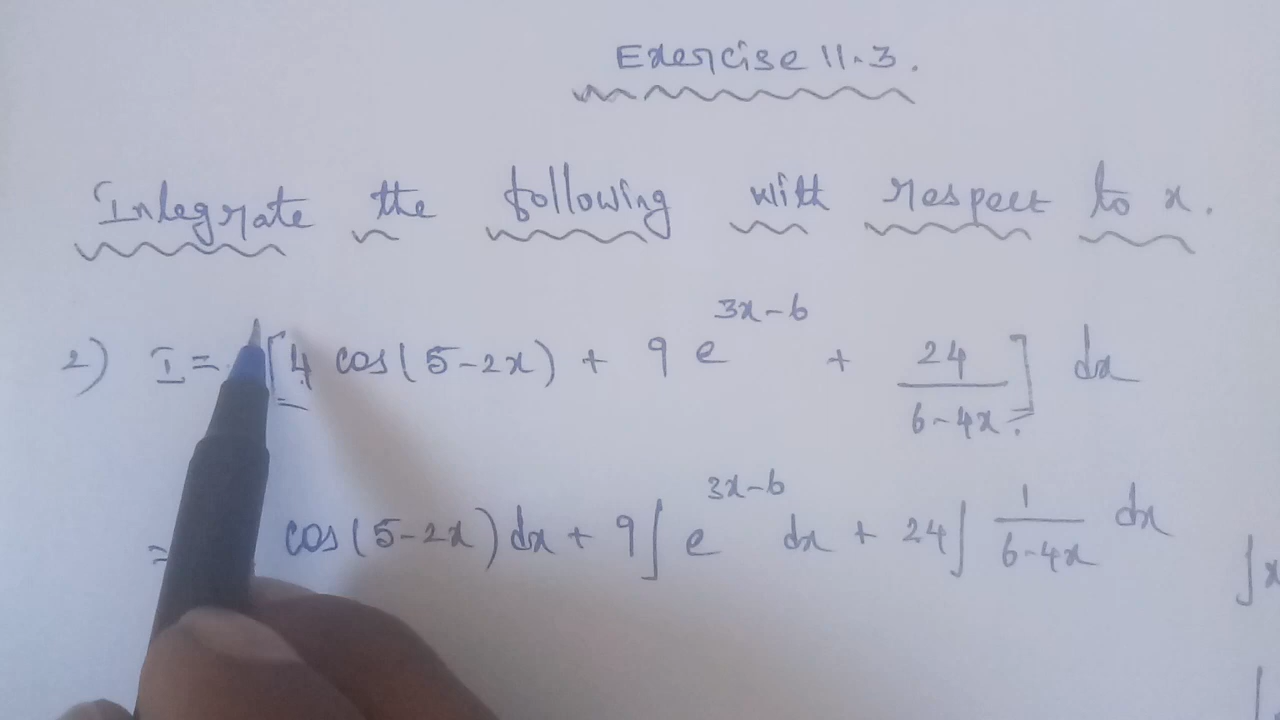 Exercise 11.3.
Integrate the following with respect to x.
2) I = [4 cos(5-2x) + 9 e^{3x-6} + 24/(6-4x)] dx
= cos(5-2x) dx + 9 ∫ e^{3x-6} dx + 24 ∫ 1/(6-4x) dx
∫x